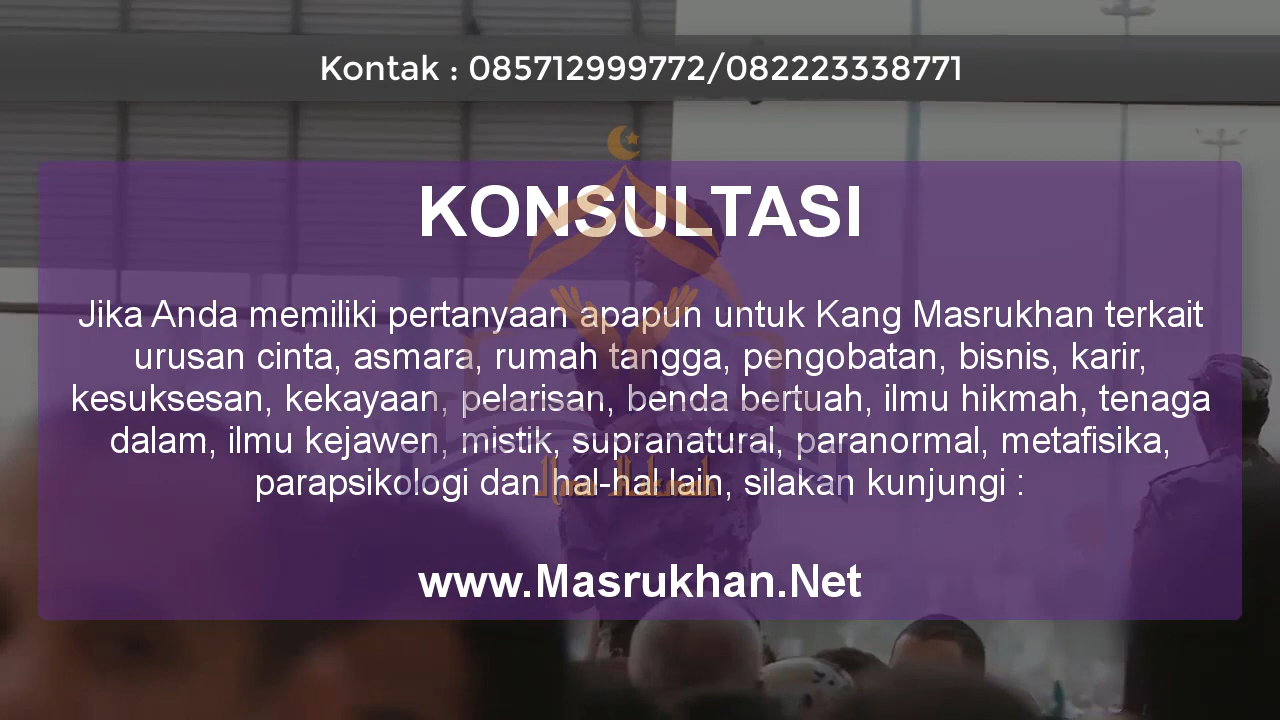 Kontak : 085712999772/082223338771
KONSULTASI
Jika Anda memiliki pertanyaan apapun untuk Kang Masrukhan terkait
urusan cinta, asmara, rumah tangga, pengobatan, bisnis, karir,
kesuksesan, kekayaan, pelarisan, benda bertuah, ilmu hikmah, tenaga
dalam, ilmu kejawen, mistik, supranatural, paranormal, metafisika,
parapsikologi dan hal-hal lain, silakan kunjungi :
Ilmu Hikmah
www.Masrukhan.Net